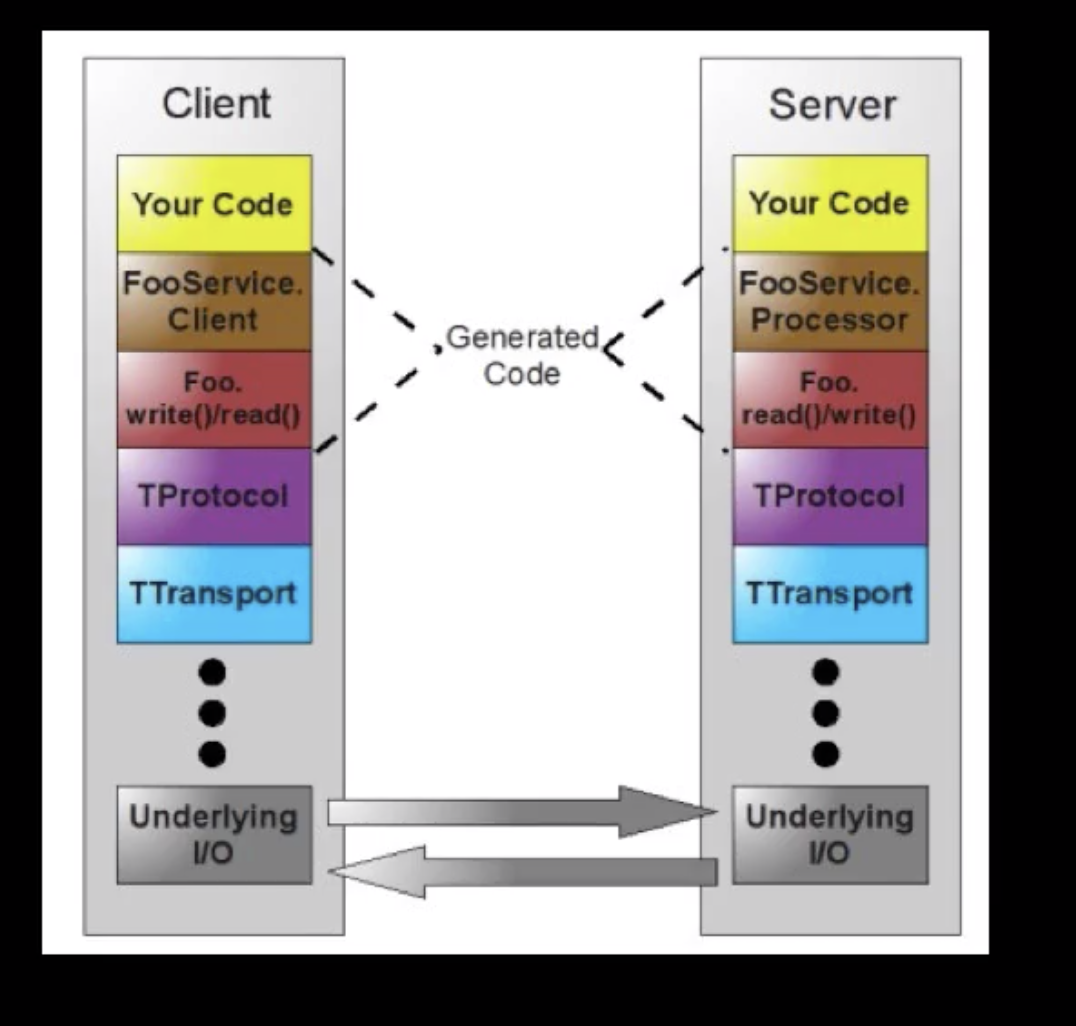 Client
Your Code
FooService.
Client
Foo.
write()/read()
TProtocol
TTransport
Underlying
I/O
Generated
Code
Server
Your Code
FooService.
Processor
Foo.
read()/write()
TProtocol
TTransport
Underlying
I/O